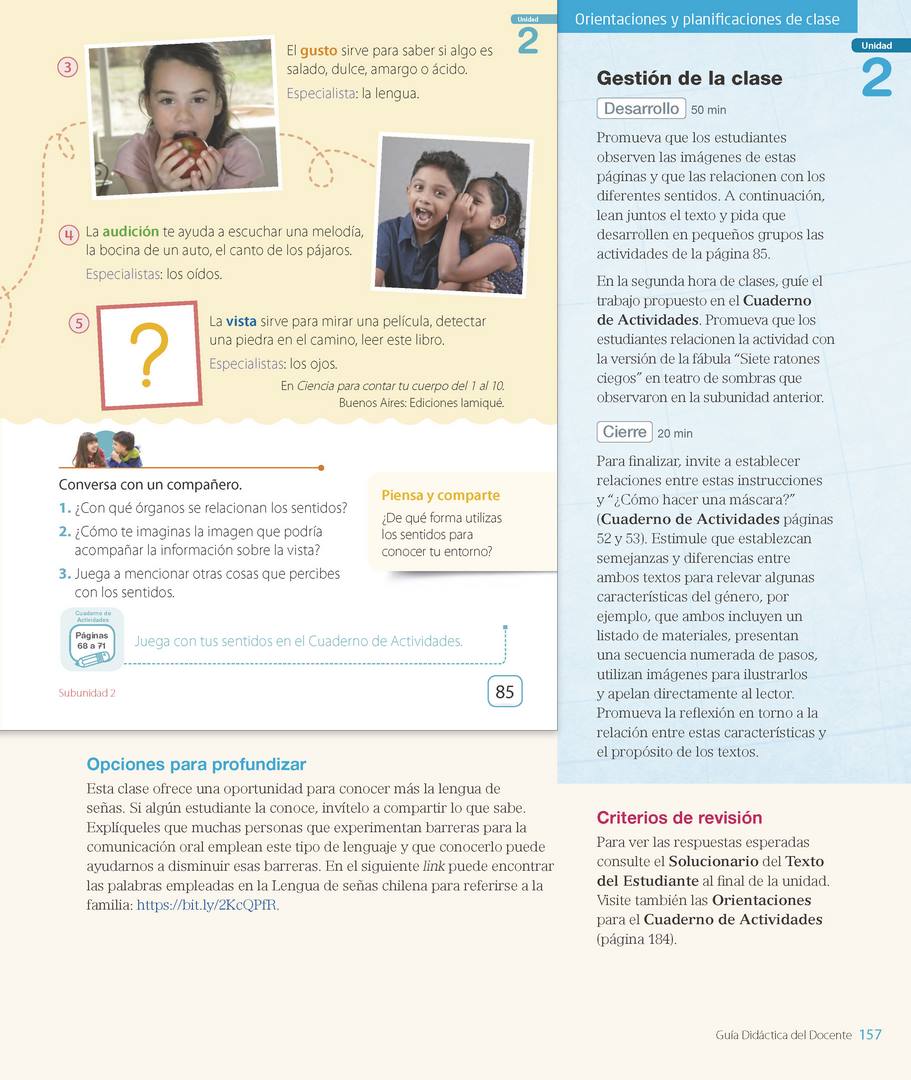 Unidad
2
3
El gusto sirve para saber si algo es
salado, dulce, amargo o ácido.
Especialista: la lengua.
4
La audición te ayuda a escuchar una melodía,
la bocina de un auto, el canto de los pájaros.
Especialistas: los oídos.
5
?
La vista sirve para mirar una película, detectar
una piedra en el camino, leer este libro.
Especialistas: los ojos.
En Ciencia para contar tu cuerpo del 1 al 10.
Buenos Aires: Ediciones Iamiqué.
Conversa con un compañero.
1. ¿Con qué órganos se relacionan los sentidos?
2. ¿Cómo te imaginas la imagen que podría
acompañar la información sobre la vista?
3. Juega a mencionar otras cosas que percibes
con los sentidos.
Piensa y comparte
¿De qué forma utilizas
los sentidos para
conocer tu entorno?
Cuaderno de
Actividades
Páginas
68 a 71
Juega con tus sentidos en el Cuaderno de Actividades.
Subunidad 2
85
Opciones para profundizar
Esta clase ofrece una oportunidad para conocer más la lengua de
señas. Si algún estudiante la conoce, invítelo a compartir lo que sabe.
Explíqueles que muchas personas que experimentan barreras para la
comunicación oral emplean este tipo de lenguaje y que conocerlo puede
ayudarnos a disminuir esas barreras. En el siguiente link puede encontrar
las palabras empleadas en la Lengua de señas chilena para referirse a la
familia: https://bit.ly/2KcQPfR.
Orientaciones y planificaciones de clase
Unidad
2
Gestión de la clase
Desarrollo 50 min
Promueva que los estudiantes
observen las imágenes de estas
páginas y que las relacionen con los
diferentes sentidos. A continuación,
lean juntos el texto y pida que
desarrollen en pequeños grupos las
actividades de la página 85.
En la segunda hora de clases, guíe el
trabajo propuesto en el Cuaderno
de Actividades. Promueva que los
estudiantes relacionen la actividad con
la versión de la fábula “Siete ratones
ciegos” en teatro de sombras que
observaron en la subunidad anterior.
Cierre 20 min
Para finalizar, invite a establecer
relaciones entre estas instrucciones
y “¿Cómo hacer una máscara?”
(Cuaderno de Actividades páginas
52 y 53). Estimule que establezcan
semejanzas y diferencias entre
ambos textos para relevar algunas
características del género, por
ejemplo, que ambos incluyen un
listado de materiales, presentan
una secuencia numerada de pasos,
utilizan imágenes para ilustrarlos
y apelan directamente al lector.
Promueva la reflexión en torno a la
relación entre estas características y
el propósito de los textos.
Criterios de revisión
Para ver las respuestas esperadas
consulte el Solucionario del Texto
del Estudiante al final de la unidad.
Visite también las Orientaciones
para el Cuaderno de Actividades
(página 184).
Guía Didáctica del Docente 157